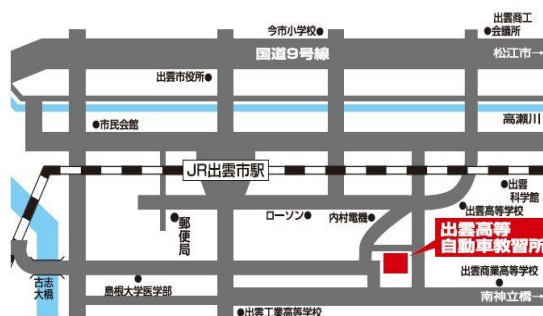 今市小学校
出雲商工
会議所
国道9号線
松江市→
出雲市役所
高瀬川
市民会館
JR出雲市駅
出雲
科学館
出雲高等学校
郵便局
ローソン
内村電機
出雲高等
自動車教習所
古志
大橋
島根大学医学部
出雲商業高等学校
南神立橋→
出雲工業高等学校